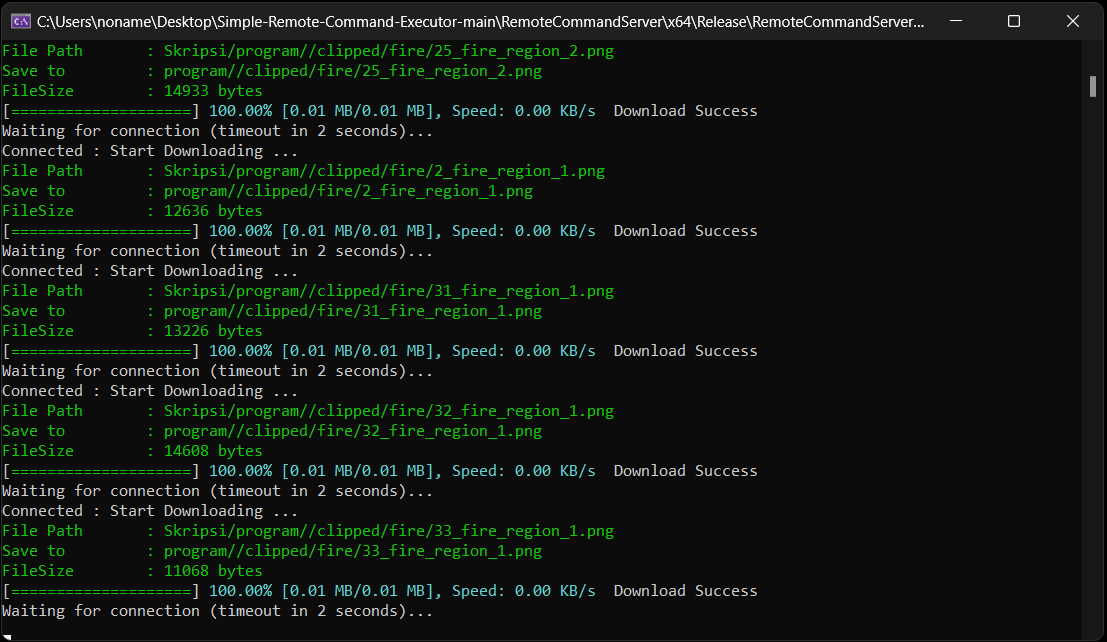 C:\Users\noname\Desktop\Simple-Remote-Command-Executor-main\RemoteCommandServer\x64\Release\RemoteCommandServer...
File Path       : Skripsi/program//clipped/fire/25_fire_region_2.png
Save to         : program//clipped/fire/25_fire_region_2.png
FileSize        : 14933 bytes
[====================] 100.00% [0.01 MB/0.01 MB], Speed: 0.00 KB/s  Download Success
Waiting for connection (timeout in 2 seconds)...
Connected : Start Downloading ...
File Path       : Skripsi/program//clipped/fire/2_fire_region_1.png
Save to         : program//clipped/fire/2_fire_region_1.png
FileSize        : 12636 bytes
[====================] 100.00% [0.01 MB/0.01 MB], Speed: 0.00 KB/s  Download Success
Waiting for connection (timeout in 2 seconds)...
Connected : Start Downloading ...
File Path       : Skripsi/program//clipped/fire/31_fire_region_1.png
Save to         : program//clipped/fire/31_fire_region_1.png
FileSize        : 13226 bytes
[====================] 100.00% [0.01 MB/0.01 MB], Speed: 0.00 KB/s  Download Success
Waiting for connection (timeout in 2 seconds)...
Connected : Start Downloading ...
File Path       : Skripsi/program//clipped/fire/32_fire_region_1.png
Save to         : program//clipped/fire/32_fire_region_1.png
FileSize        : 14608 bytes
[====================] 100.00% [0.01 MB/0.01 MB], Speed: 0.00 KB/s  Download Success
Waiting for connection (timeout in 2 seconds)...
Connected : Start Downloading ...
File Path       : Skripsi/program//clipped/fire/33_fire_region_1.png
Save to         : program//clipped/fire/33_fire_region_1.png
FileSize        : 11068 bytes
[====================] 100.00% [0.01 MB/0.01 MB], Speed: 0.00 KB/s  Download Success
Waiting for connection (timeout in 2 seconds)...